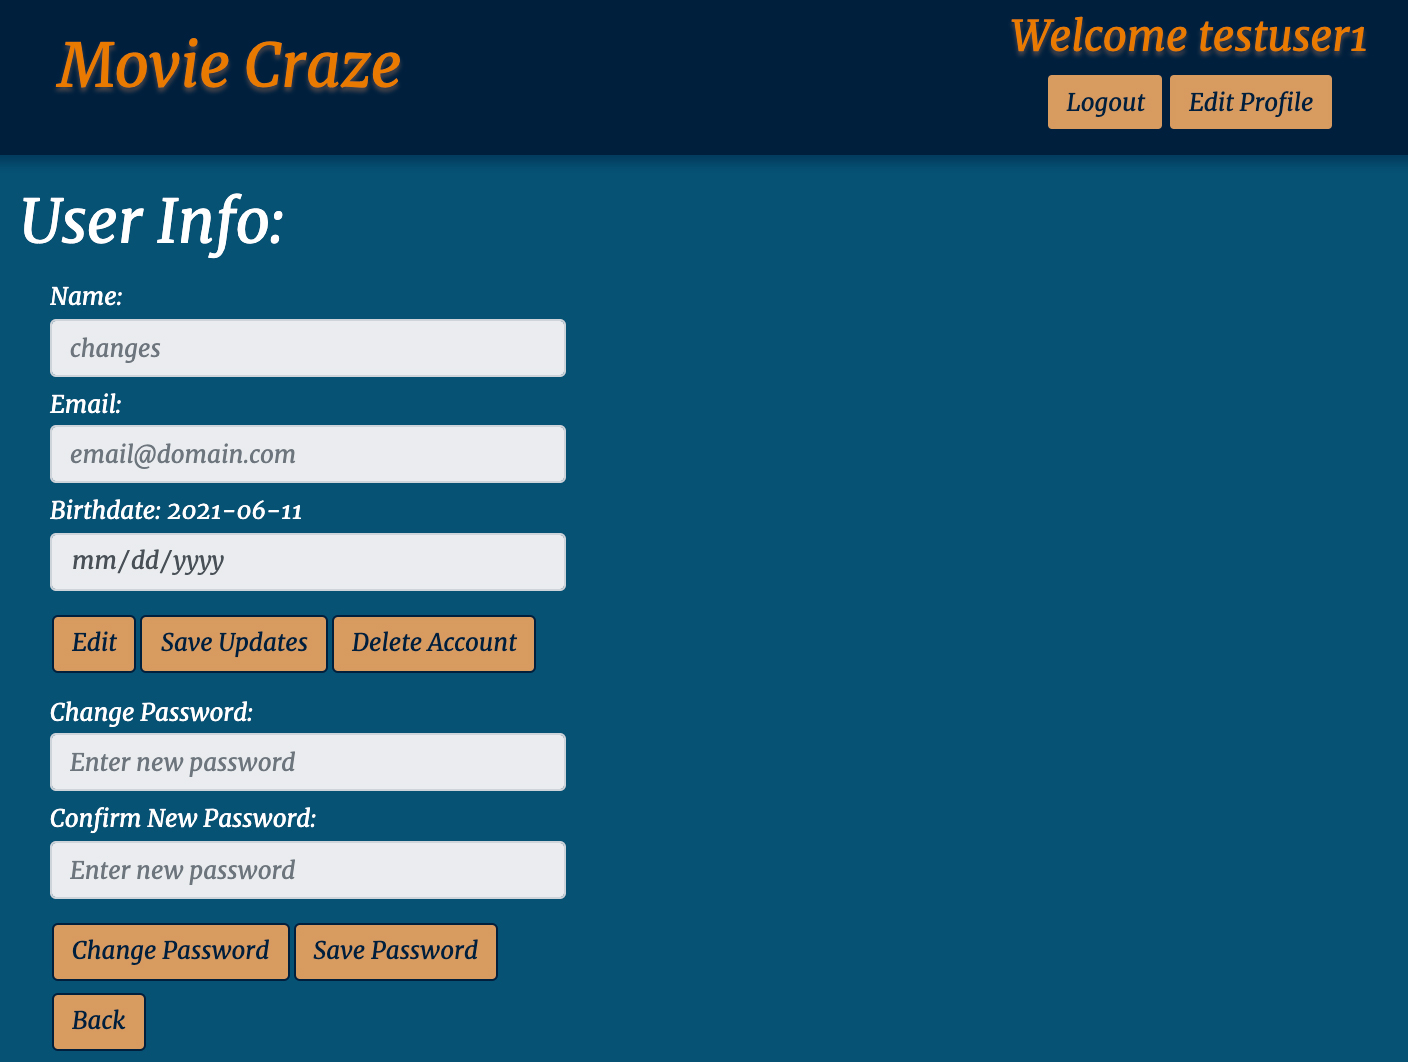 Movie Craze
Welcome testuser1
Logout
Edit Profile
User Info:
Name:
changes
Email:
email@domain.com
Birthdate: 2021-06-11
mm/dd/yyyy
Edit
Save Updates
Delete Account
Change Password:
Enter new password
Confirm New Password:
Enter new password
Change Password
Save Password
Back